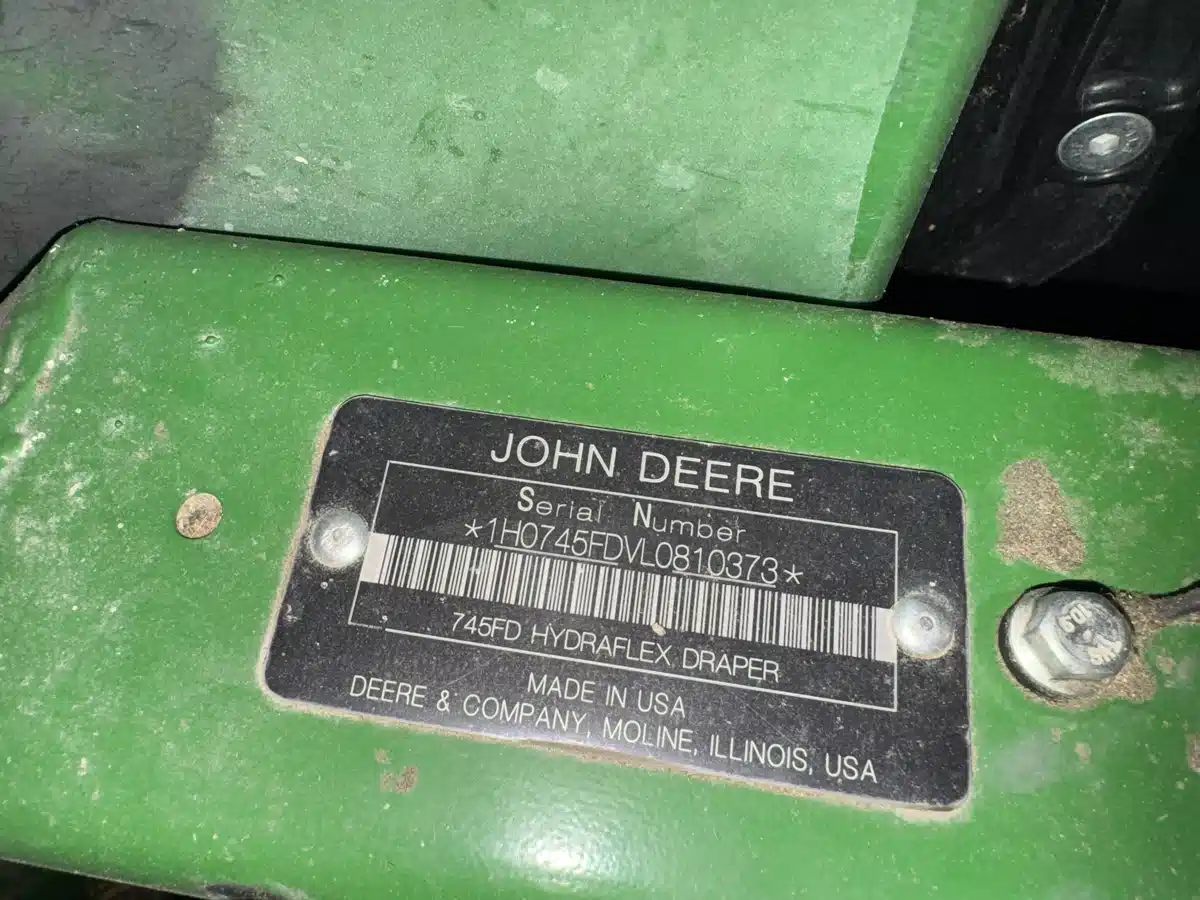 JOHN DEERE
Serial Number
*1H0745FDVL0810373*
745FD HYDRAFLEX DRAPER
MADE IN USA
DEERE & COMPANY, MOLINE, ILLINOIS, USA